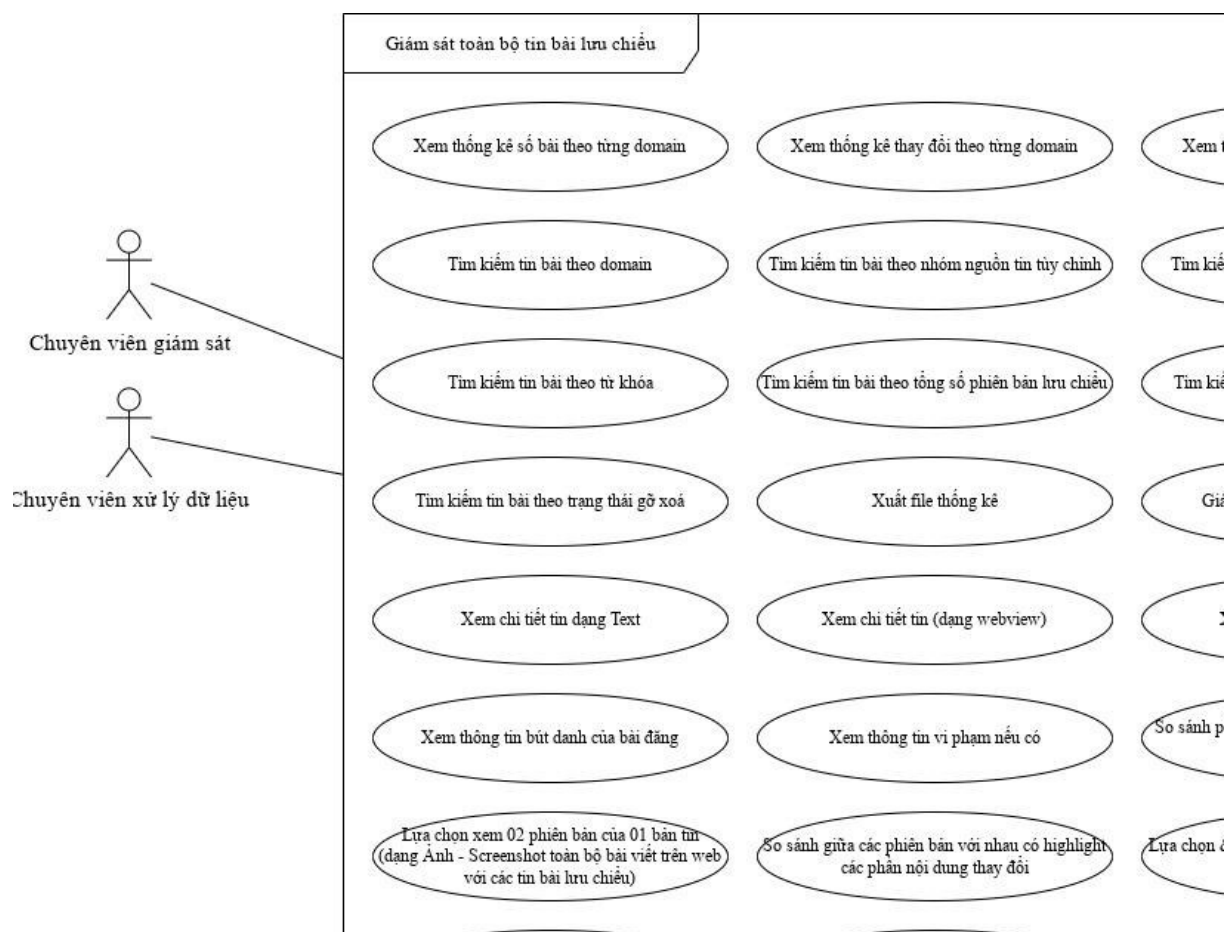 Giám sát toàn bộ tin bài lưu chiểu
Xem thống kê số bài theo từng domain
Xem thống kê thay đổi theo từng domain
Xem
Tìm kiếm tin bài theo domain
Tìm kiếm tin bài theo nhóm nguồn tin tùy chỉnh
Tìm
Chuyên viên giám sát
Tìm kiếm tin bài theo từ khóa
Tìm kiếm tin bài theo tổng số phiên bản lưu chiểu
Tìm
Chuyên viên xử lý dữ liệu
Tìm kiếm tin bài theo trạng thái gỡ xoá
Xuất file thống kê
Xem chi tiết tin dạng Text
Xem chi tiết tin (dạng webview)
Xem thông tin bút danh của bài đăng
Xem thông tin vi phạm nếu có
So sánh
Lựa chọn xem 02 phiên bản của 01 bản tin
(dạng Ảnh - Screenshot toàn bộ bài viết trên web
với các tin bài lưu chiểu)
So sánh giữa các phiên bản với nhau có highlight
các phần nội dung thay đổi
Lựa chọn